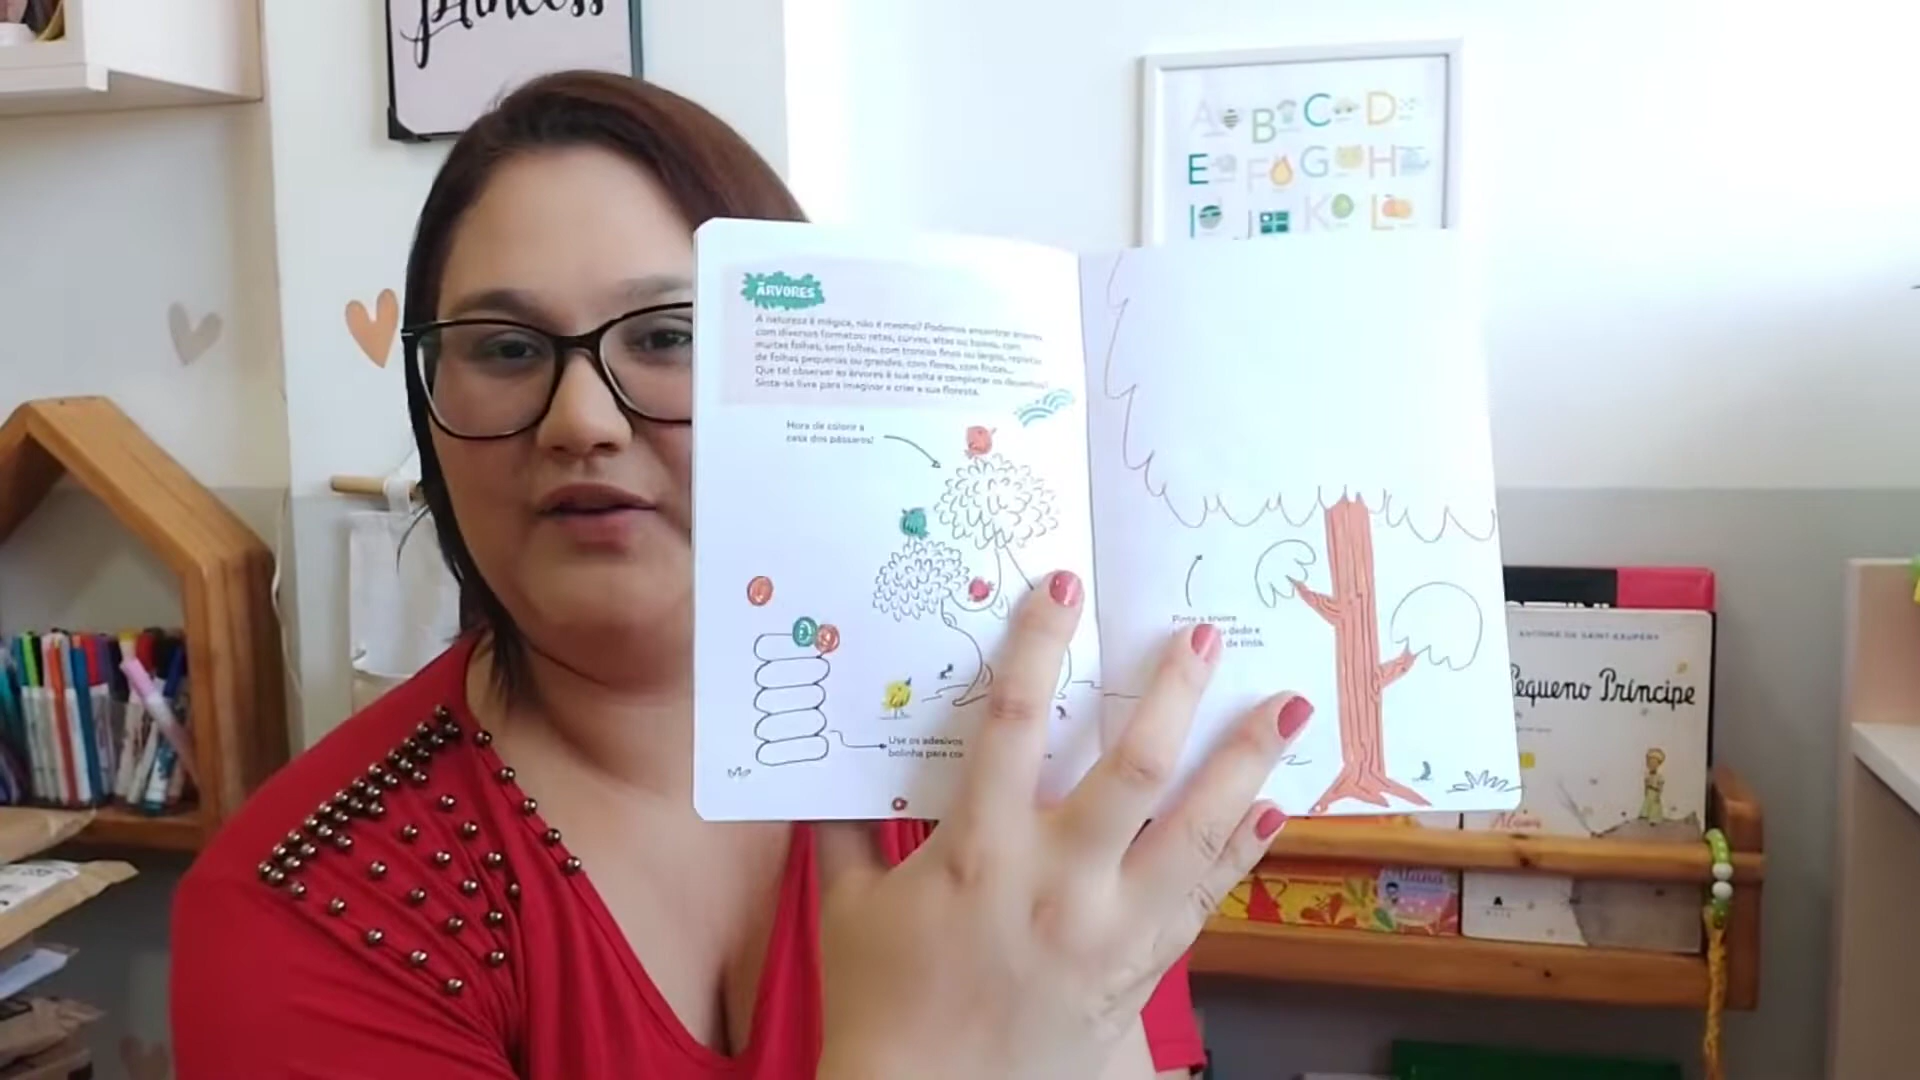 Princess
A B C D
E F G H
I J K L
ÁRVORES
A natureza é mágica, não é mesmo? Podemos encontrar árvores
com diversos formatos: retas, curvas, altas ou baixas, com
muitas folhas, sem folhas, com troncos finos ou largos, repletas
de folhas pequenas ou grandes, com flores, com frutos...
Que tal observar as árvores à sua volta e completar os desenhos?
Sinta-se livre para imaginar e criar a sua floresta.
Hora de colorir a
casa dos pássaros!
Use os adesivos
bolinha para
Pinte a árvore
dedo e
de tinta.
ANTOINE DE SAINT-EXUPÉRY
Pequeno Príncipe